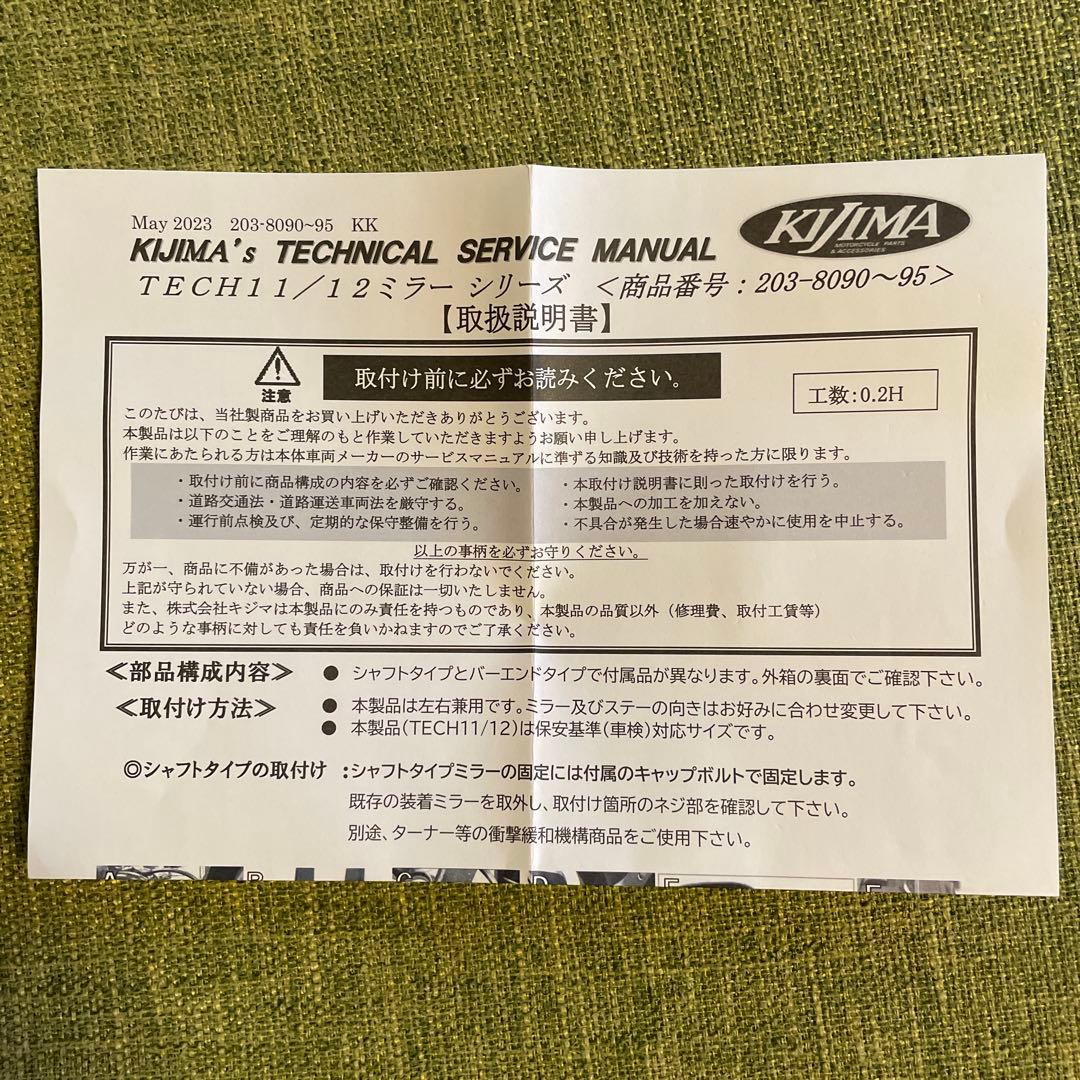 May 2023 203-8090~95 KK
KIJIMA
MOTORCYCLE PARTS
& ACCESSORIES
KIJIMA's TECHNICAL SERVICE MANUAL
TECH11/12ミラー シリーズ <商品番号:203-8090~95>
【取扱説明書】
注意
取付け前に必ずお読みください。
工数:0.2H
このたびは、当社製商品をお買い上げいただきありがとうございます。
本製品は以下のことをご理解のもと作業していただきますようお願い申し上げます。
作業にあたられる方は本体車両メーカーのサービスマニュアルに準ずる知識及び技術を持った方に限ります。
・取付け前に商品構成の内容を必ずご確認ください。
・道路交通法・道路運送車両法を厳守する。
・運行前点検及び、定期的な保守整備を行う。
・本取付け説明書に則った取付けを行う。
・本製品への加工を加えない。
・不具合が発生した場合速やかに使用を中止する。
以上の事柄を必ずお守りください。
万が一、商品に不備があった場合は、取付けを行わないでください。
上記が守られていない場合、商品への保証は一切いたしません。
また、株式会社キジマは本製品にのみ責任を持つものであり、本製品の品質以外(修理費、取付工賃等)
どのような事柄に対しても責任を負いかねますのでご了承ください。
≪部品構成内容≫ ● シャフトタイプとバーエンドタイプで付属品が異なります。外箱の裏面でご確認下さい。
≪取付け方法≫ ● 本製品は左右兼用です。ミラー及びステーの向きはお好みに合わせ変更して下さい。
● 本製品(TECH11/12)は保安基準(車検)対応サイズです。
◎シャフトタイプの取付け :シャフトタイプミラーの固定には付属のキャップボルトで固定します。
既存の装着ミラーを取外し、取付け箇所のネジ部を確認して下さい。
別途、ターナー等の衝撃緩和機構商品をご使用下さい。